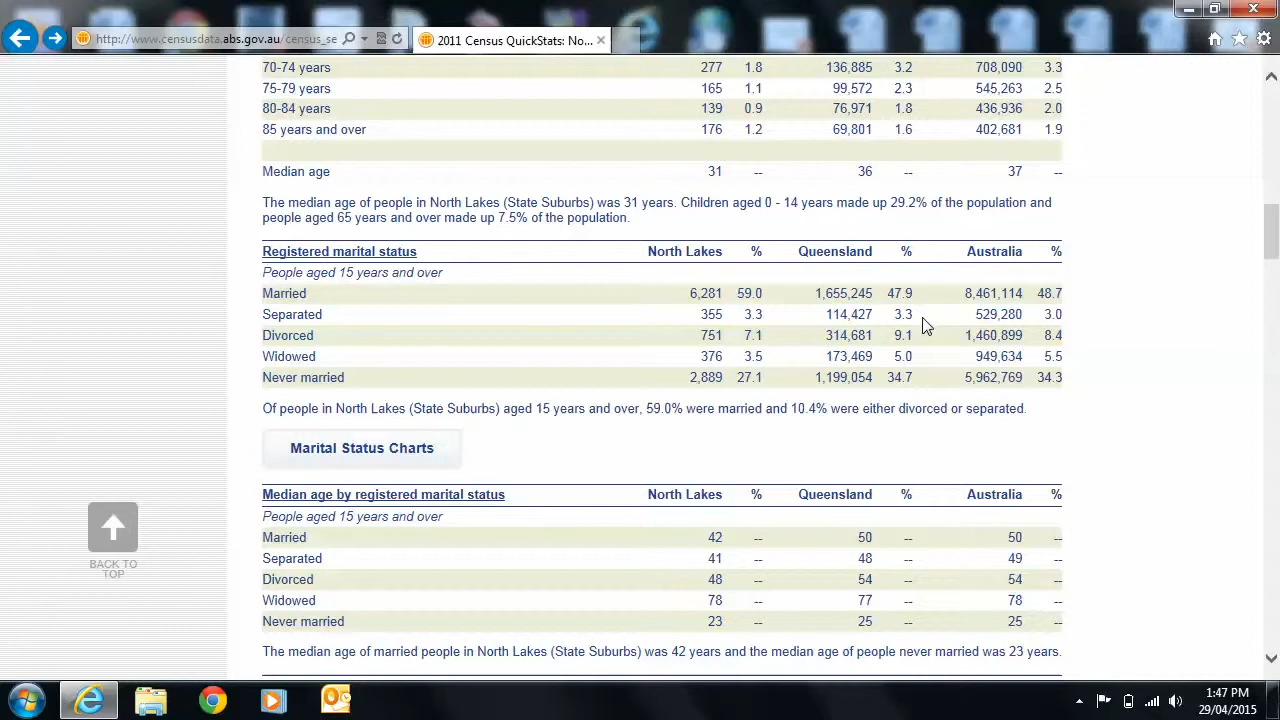 http://www.censusdata.abs.gov.au/census_se
2011 Census QuickStats: No...
70-74 years 277 1.8 136,885 3.2 708,090 3.3
75-79 years 165 1.1 99,572 2.3 545,263 2.5
80-84 years 139 0.9 76,971 1.8 436,936 2.0
85 years and over 176 1.2 69,801 1.6 402,681 1.9
Median age 31 -- 36 -- 37 --
The median age of people in North Lakes (State Suburbs) was 31 years. Children aged 0 - 14 years made up 29.2% of the population and
people aged 65 years and over made up 7.5% of the population.
Registered marital status North Lakes % Queensland % Australia %
People aged 15 years and over
Married 6,281 59.0 1,655,245 47.9 8,461,114 48.7
Separated 355 3.3 114,427 3.3 529,280 3.0
Divorced 751 7.1 314,681 9.1 1,460,899 8.4
Widowed 376 3.5 173,469 5.0 949,634 5.5
Never married 2,889 27.1 1,199,054 34.7 5,962,769 34.3
Of people in North Lakes (State Suburbs) aged 15 years and over, 59.0% were married and 10.4% were either divorced or separated.
Marital Status Charts
Median age by registered marital status North Lakes % Queensland % Australia %
People aged 15 years and over
Married 42 -- 50 -- 50 --
Separated 41 -- 48 -- 49 --
Divorced 48 -- 54 -- 54 --
Widowed 78 -- 77 -- 78 --
Never married 23 -- 25 -- 25 --
The median age of married people in North Lakes (State Suburbs) was 42 years and the median age of people never married was 23 years.
BACK TO
TOP
1:47 PM
29/04/2015